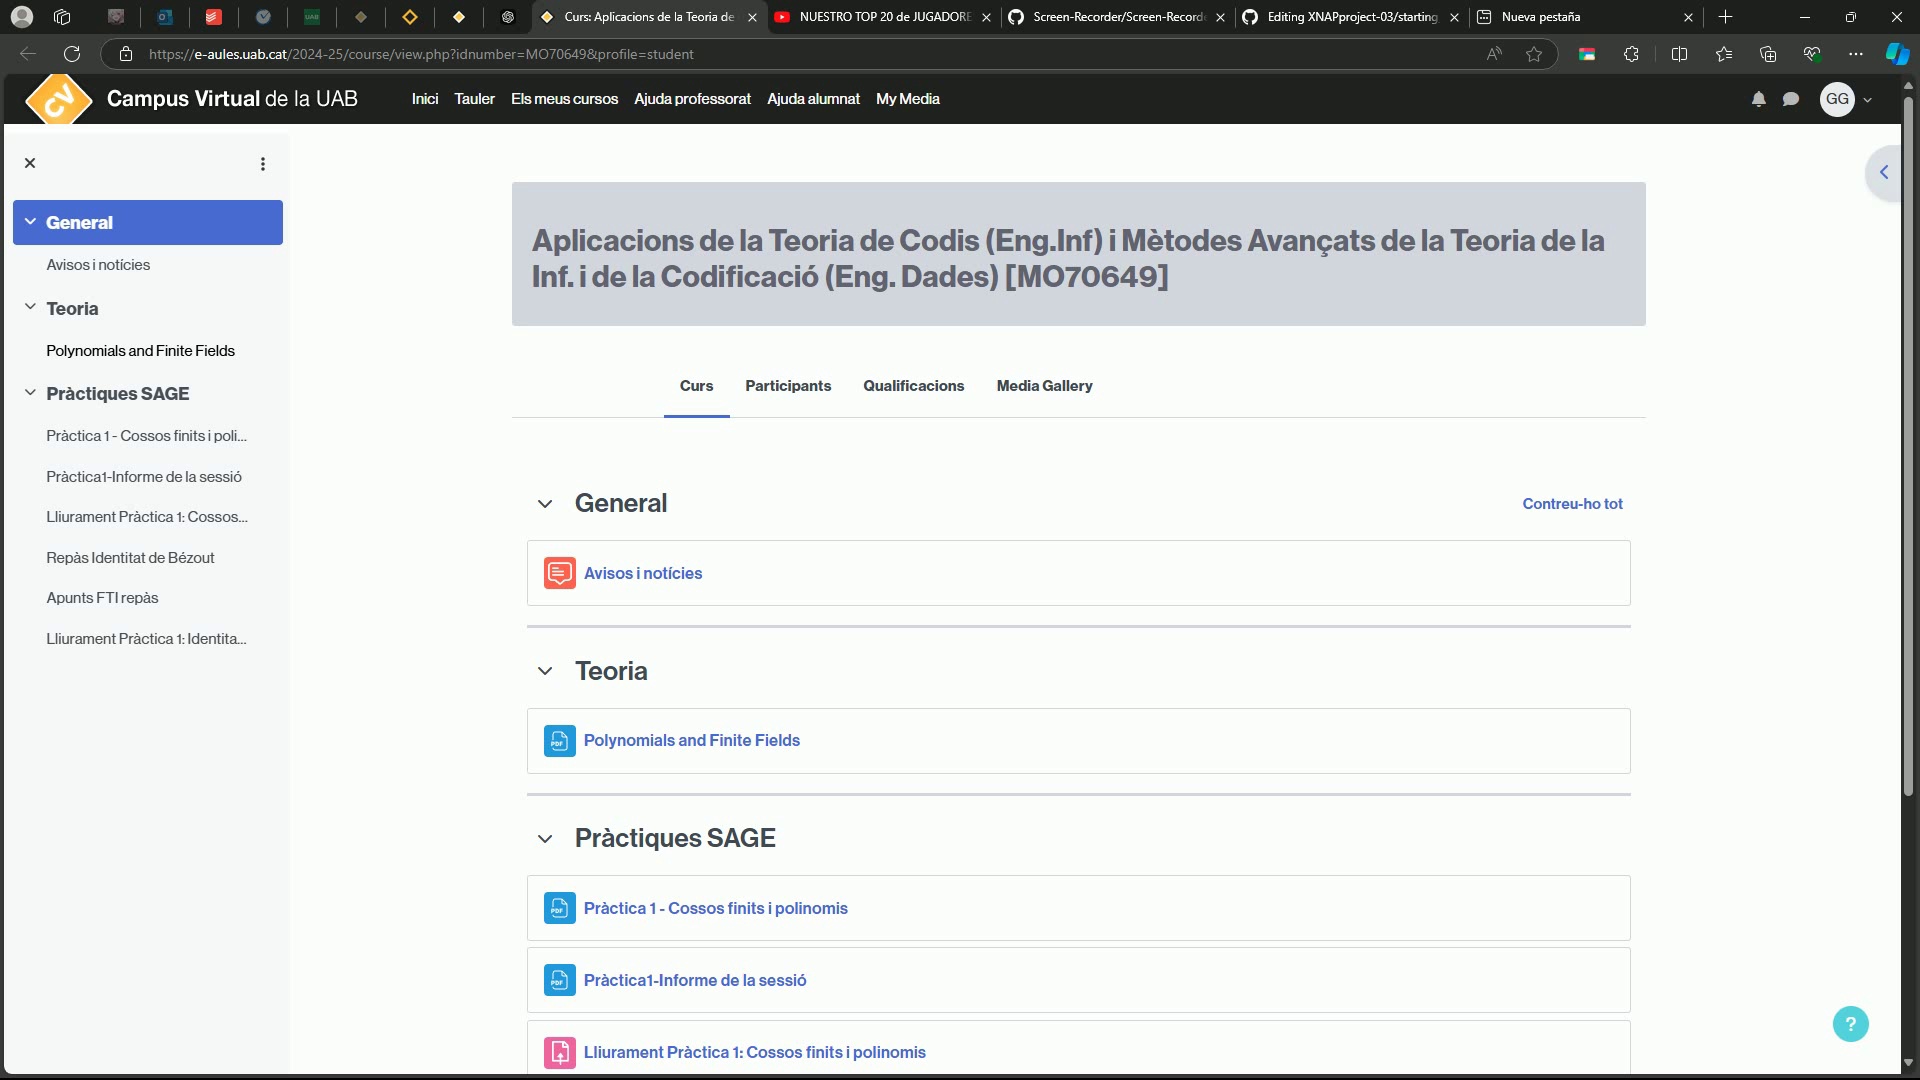 Curs: Aplicacions de la Teoria de
NUESTRO TOP 20 de JUGADORE
Screen-Recorder/Screen-Record
Editing XNAPproject-03/starting
Nueva pestaña
https://e-aules.uab.cat/2024-25/course/view.php?idnumber=MO70649&profile=student
CV
Campus Virtual de la UAB
Inici
Tauler
Els meus cursos
Ajuda professorat
Ajuda alumnat
My Media
GG
General
Avisos i notícies
Teoria
Polynomials and Finite Fields
Pràctiques SAGE
Pràctica 1 - Cossos finits i poli...
Pràctica1-Informe de la sessió
Lliurament Pràctica 1: Cossos...
Repàs Identitat de Bézout
Apunts FTI repàs
Lliurament Pràctica 1: Identita...
Aplicacions de la Teoria de Codis (Eng.Inf) i Mètodes Avançats de la Teoria de la
Inf. i de la Codificació (Eng. Dades) [MO70649]
Curs
Participants
Qualificacions
Media Gallery
General
Contreu-ho tot
Avisos i notícies
Teoria
PDF
Polynomials and Finite Fields
Pràctiques SAGE
PDF
Pràctica 1 - Cossos finits i polinomis
PDF
Pràctica1-Informe de la sessió
Lliurament Pràctica 1: Cossos finits i polinomis
?